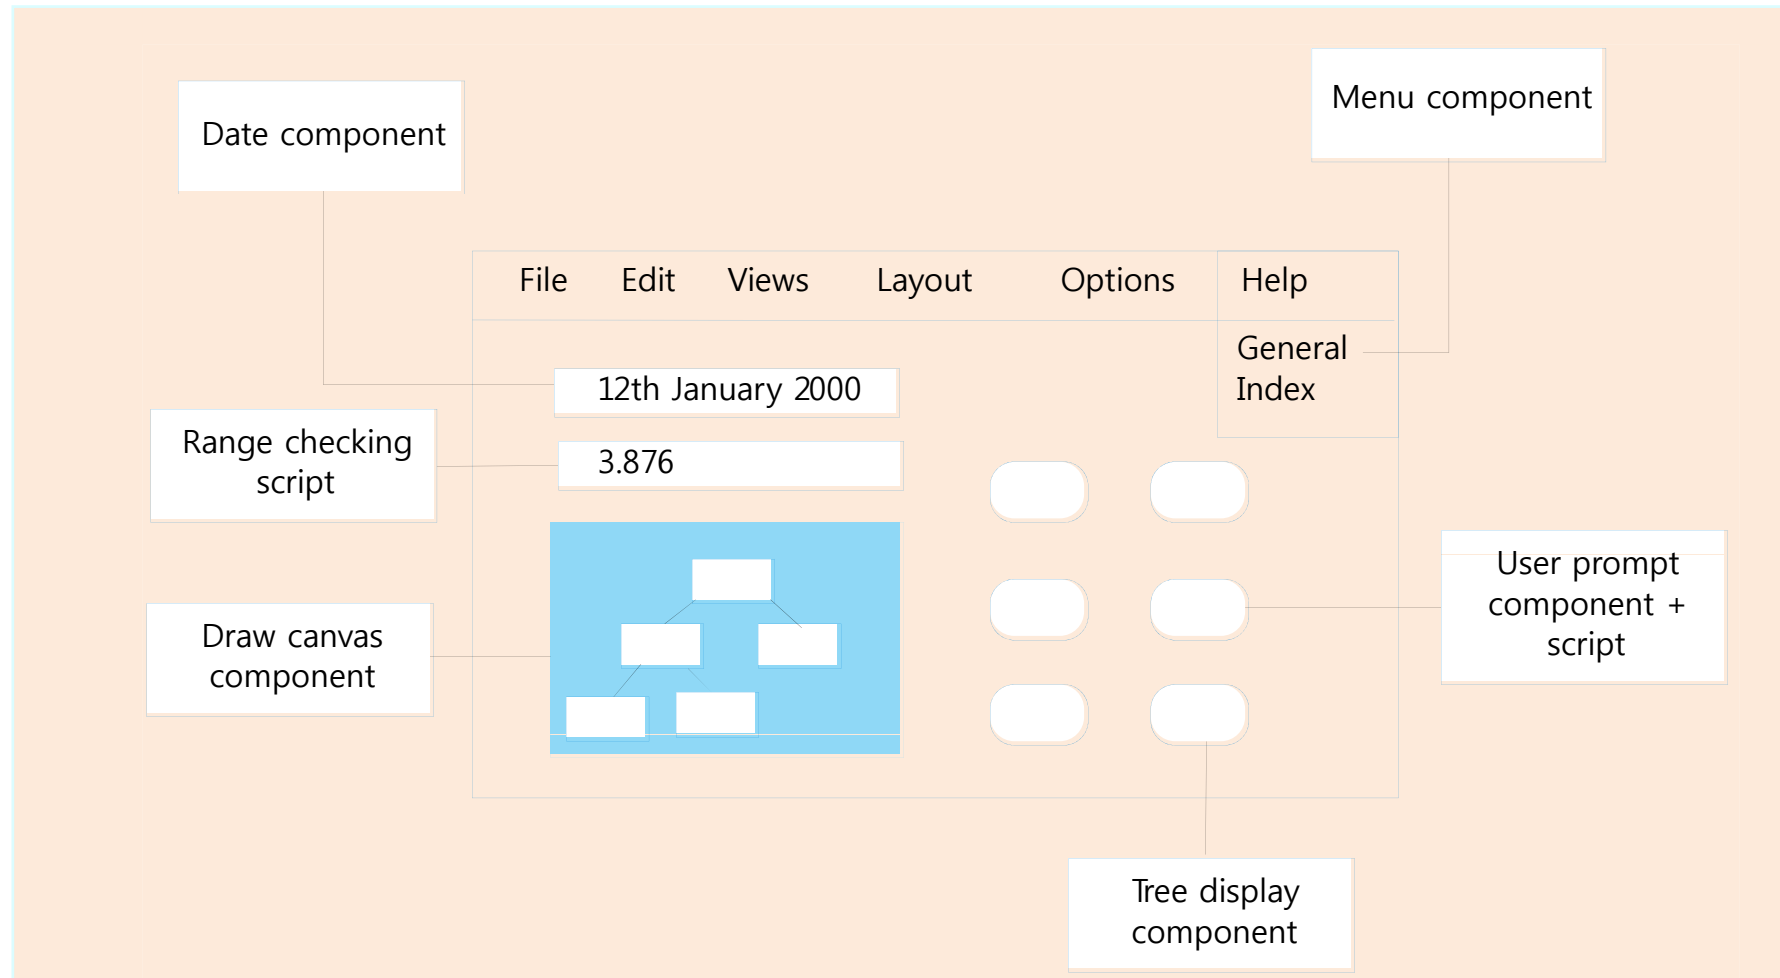 Menu component
Date component
File Edit Views Layout Options Help
General
Index
12th January 2000
Range checking
script
3.876
User prompt
component +
script
Draw canvas
component
Tree display
component